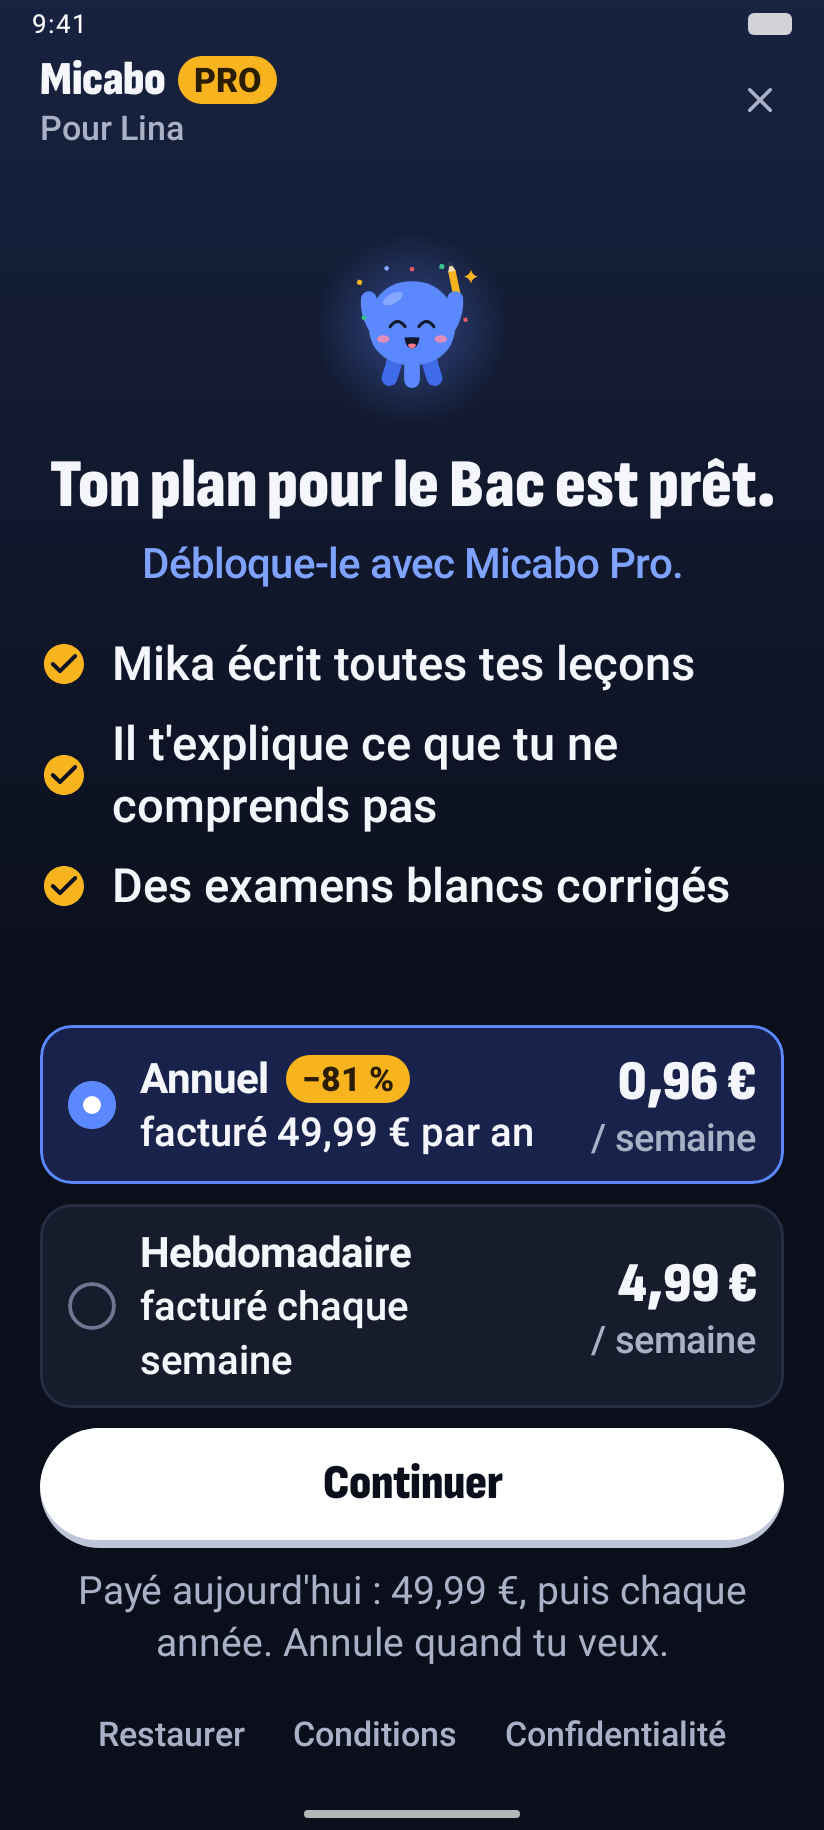 9:41
Micabo PRO
Pour Lina
Ton plan pour le Bac est prêt.
Débloque-le avec Micabo Pro.
Mika écrit toutes tes leçons
Il t'explique ce que tu ne
comprends pas
Des examens blancs corrigés
Annuel −81 %
facturé 49,99 € par an
0,96 €
/ semaine
Hebdomadaire
facturé chaque
semaine
4,99 €
/ semaine
Continuer
Payé aujourd'hui : 49,99 €, puis chaque
année. Annule quand tu veux.
Restaurer Conditions Confidentialité